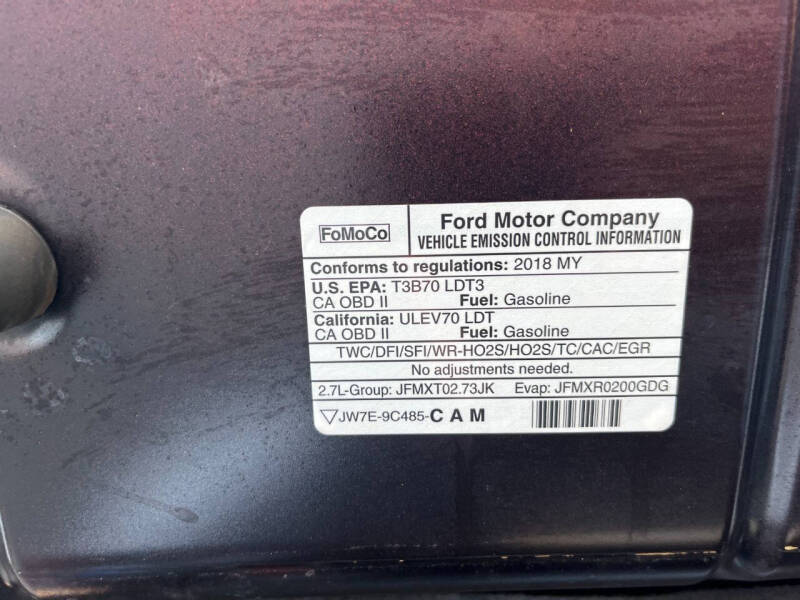 FoMoCo
Ford Motor Company
VEHICLE EMISSION CONTROL INFORMATION
Conforms to regulations: 2018 MY
U.S. EPA: T3B70 LDT3
CA OBD II Fuel: Gasoline
California: ULEV70 LDT
CA OBD II Fuel: Gasoline
TWC/DFI/SFI/WR-HO2S/HO2S/TC/CAC/EGR
No adjustments needed.
2.7L-Group: JFMXT02.73JK Evap: JFMXR0200GDG
JW7E-9C485-CAM